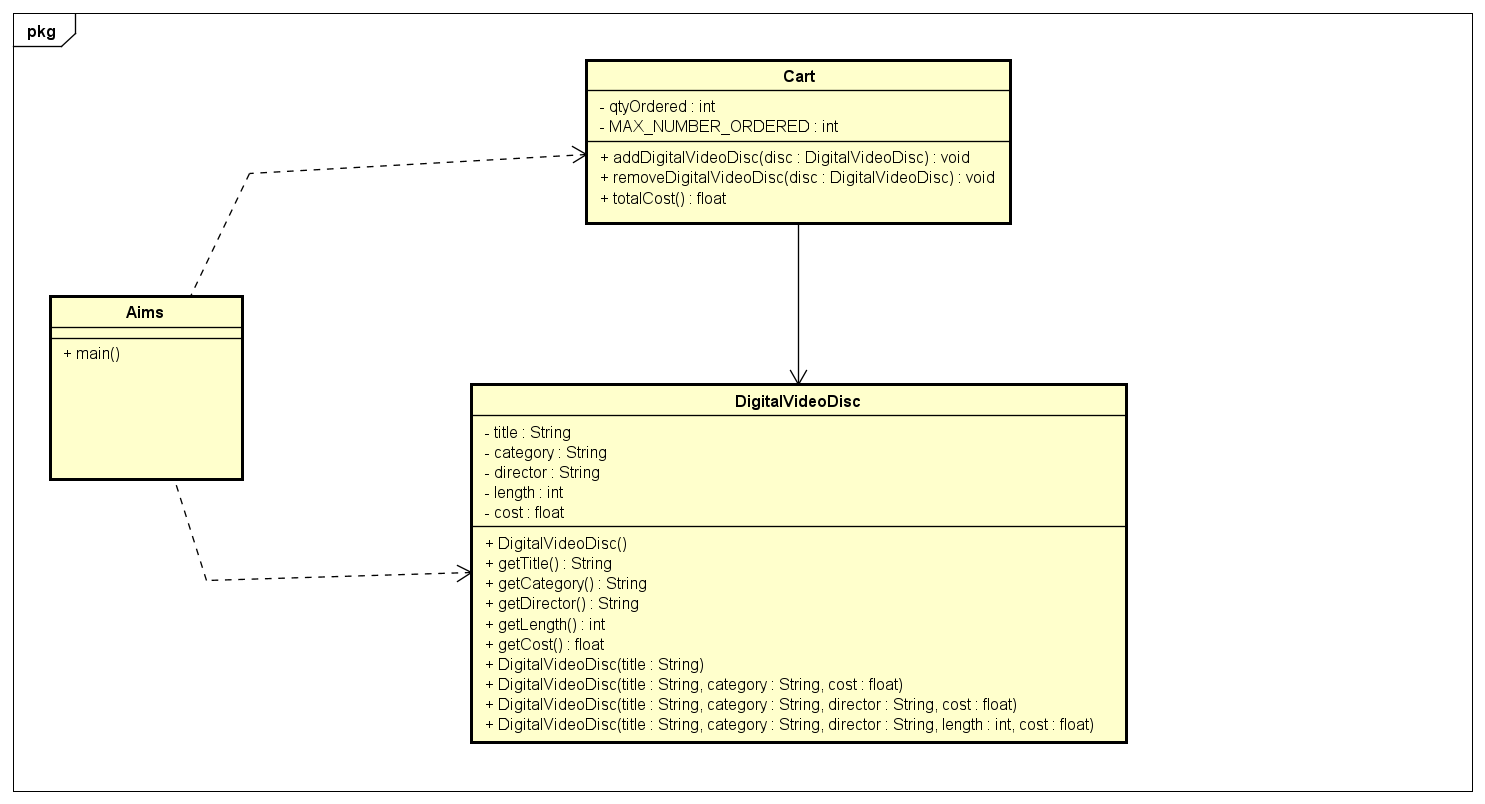 pkg
Cart
- qtyOrdered : int
- MAX_NUMBER_ORDERED : int
+ addDigitalVideoDisc(disc : DigitalVideoDisc) : void
+ removeDigitalVideoDisc(disc : DigitalVideoDisc) : void
+ totalCost() : float
Aims
+ main()
DigitalVideoDisc
- title : String
- category : String
- director : String
- length : int
- cost : float
+ DigitalVideoDisc()
+ getTitle() : String
+ getCategory() : String
+ getDirector() : String
+ getLength() : int
+ getCost() : float
+ DigitalVideoDisc(title : String)
+ DigitalVideoDisc(title : String, category : String, cost : float)
+ DigitalVideoDisc(title : String, category : String, director : String, cost : float)
+ DigitalVideoDisc(title : String, category : String, director : String, length : int, cost : float)